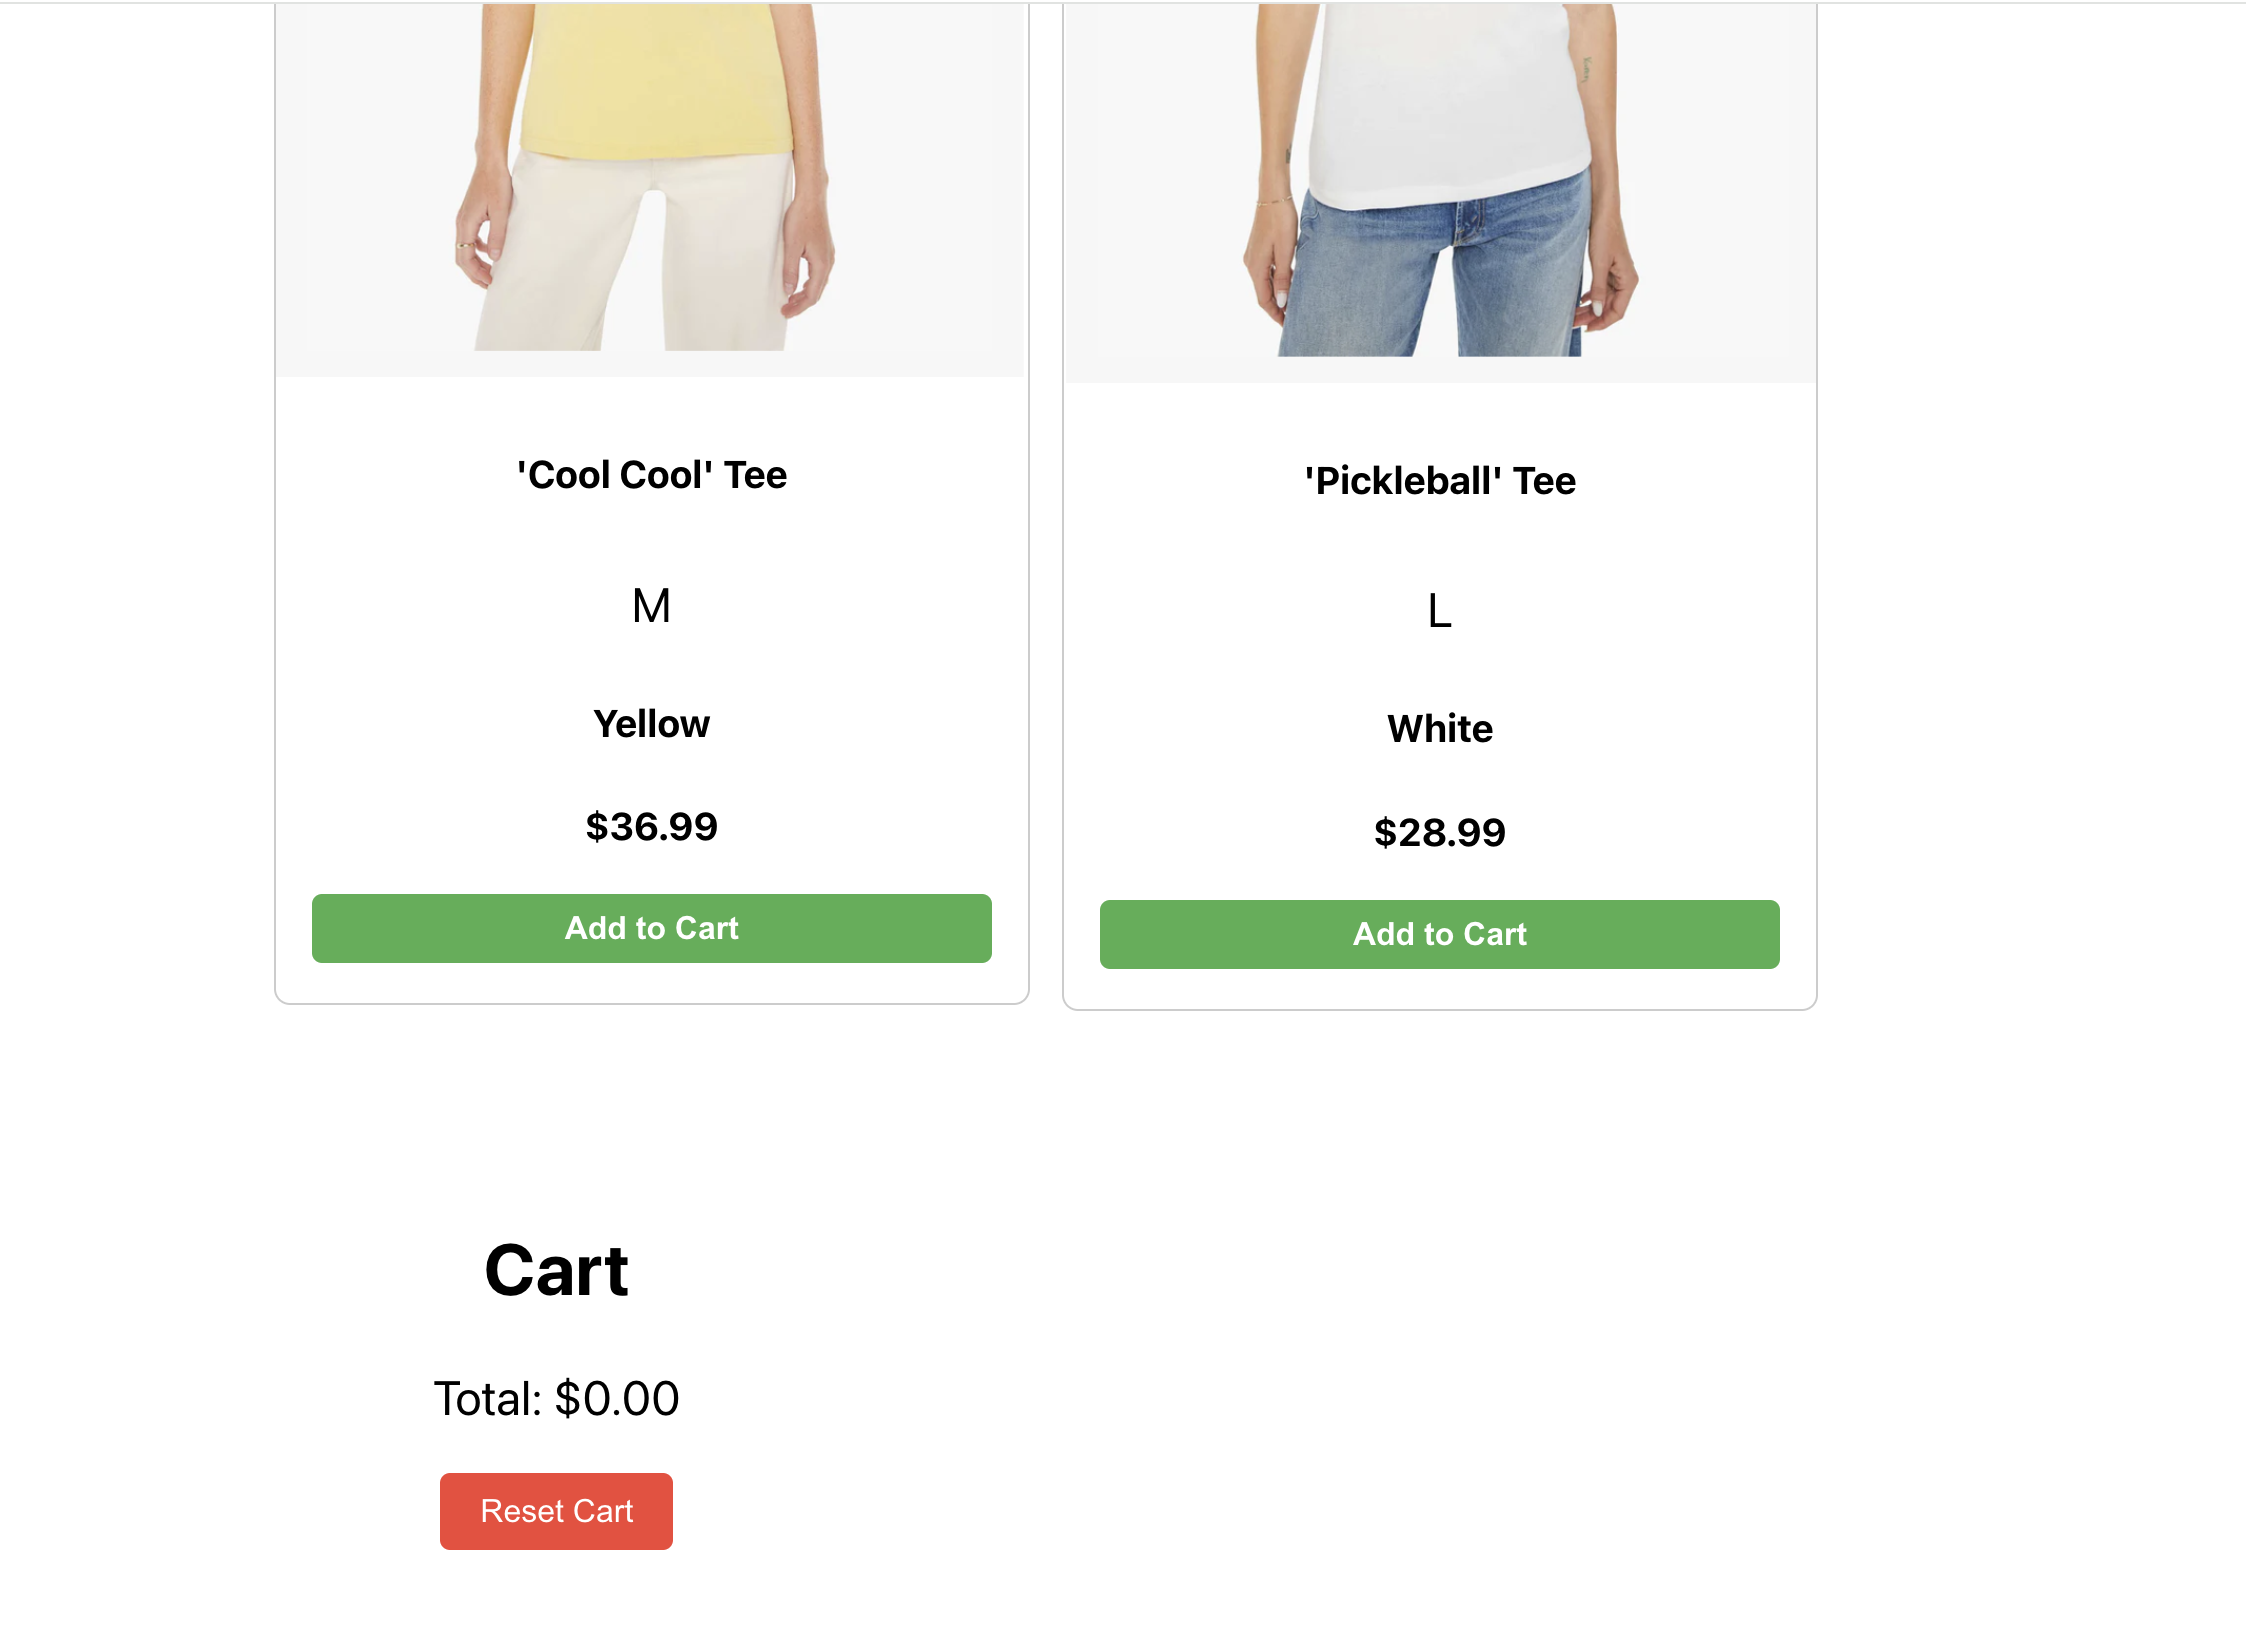 'Cool Cool' Tee
M
Yellow
$36.99
Add to Cart
'Pickleball' Tee
L
White
$28.99
Add to Cart
Cart
Total: $0.00
Reset Cart